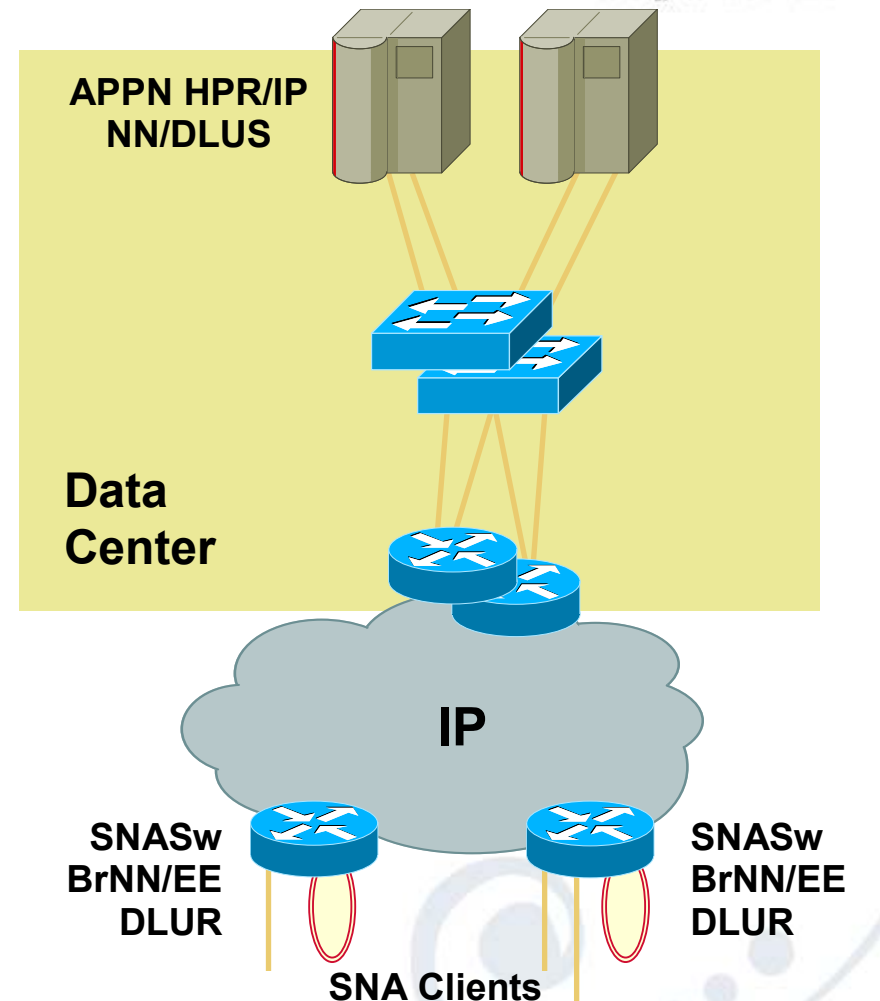 APPN HPR/IP
NN/DLUS
Data
Center
IP
SNASw
BrNN/EE
DLUR
SNASw
BrNN/EE
DLUR
SNA Clients